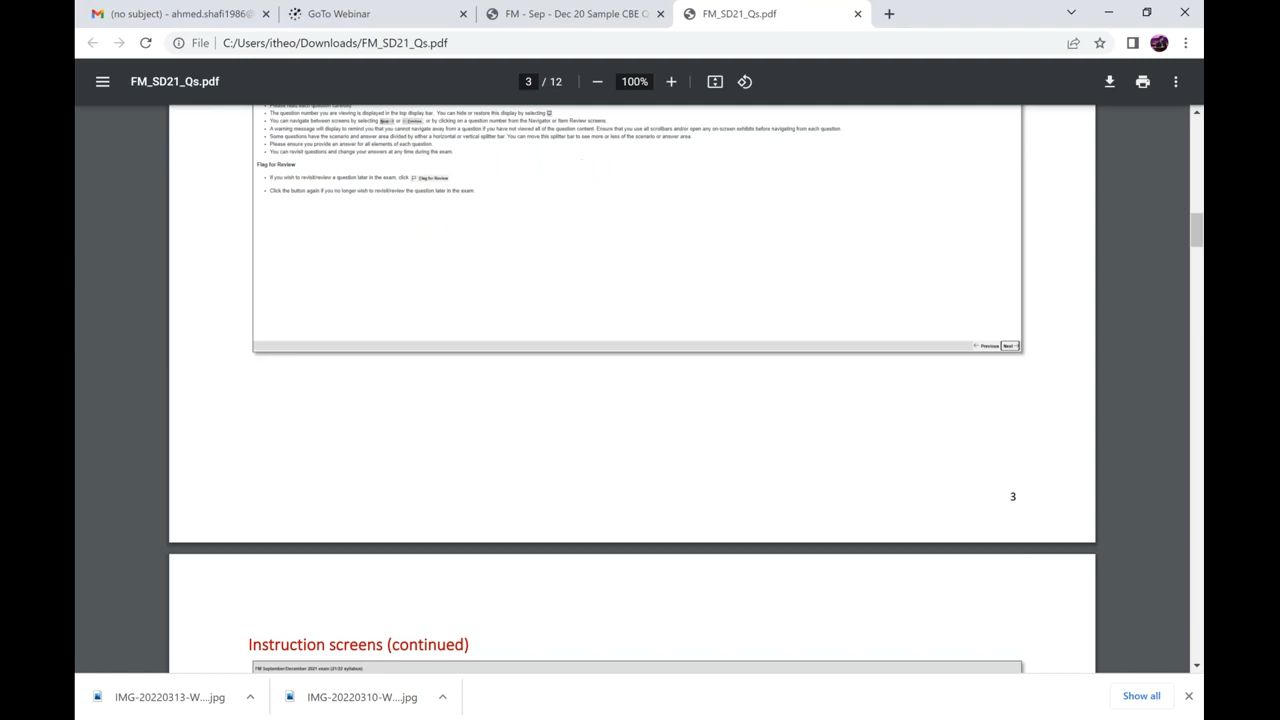 (no subject) - ahmed.shafi1986@
GoTo Webinar
FM - Sep - Dec 20 Sample CBE Q
FM_SD21_Qs.pdf
File
C:/Users/itheo/Downloads/FM_SD21_Qs.pdf
FM_SD21_Qs.pdf
3 / 12
100%
Please read each question carefully.
The question number you are viewing is displayed in the top display bar. You can hide or restore this display by selecting
You can navigate between screens by selecting Next or Previous, or by clicking on a question number from the Navigator or Item Review screens.
A warning message will display to remind you that you cannot navigate away from a question if you have not viewed all of the question content. Ensure that you use all scrollbars and/or open any on-screen exhibits before navigating from each question.
Some questions have the scenario and answer area divided by either a horizontal or vertical splitter bar. You can move this splitter bar to see more or less of the scenario or answer area.
Please ensure you provide an answer for all elements of each question.
You can revisit questions and change your answers at any time during the exam.
Flag for Review
If you wish to revisit/review a question later in the exam, click Flag for Review
Click the button again if you no longer wish to revisit/review the question later in the exam.
Previous Next
3
Instruction screens (continued)
FM September/December 2021 exam (21/22 syllabus)
IMG-20220313-W....jpg
IMG-20220310-W....jpg
Show all